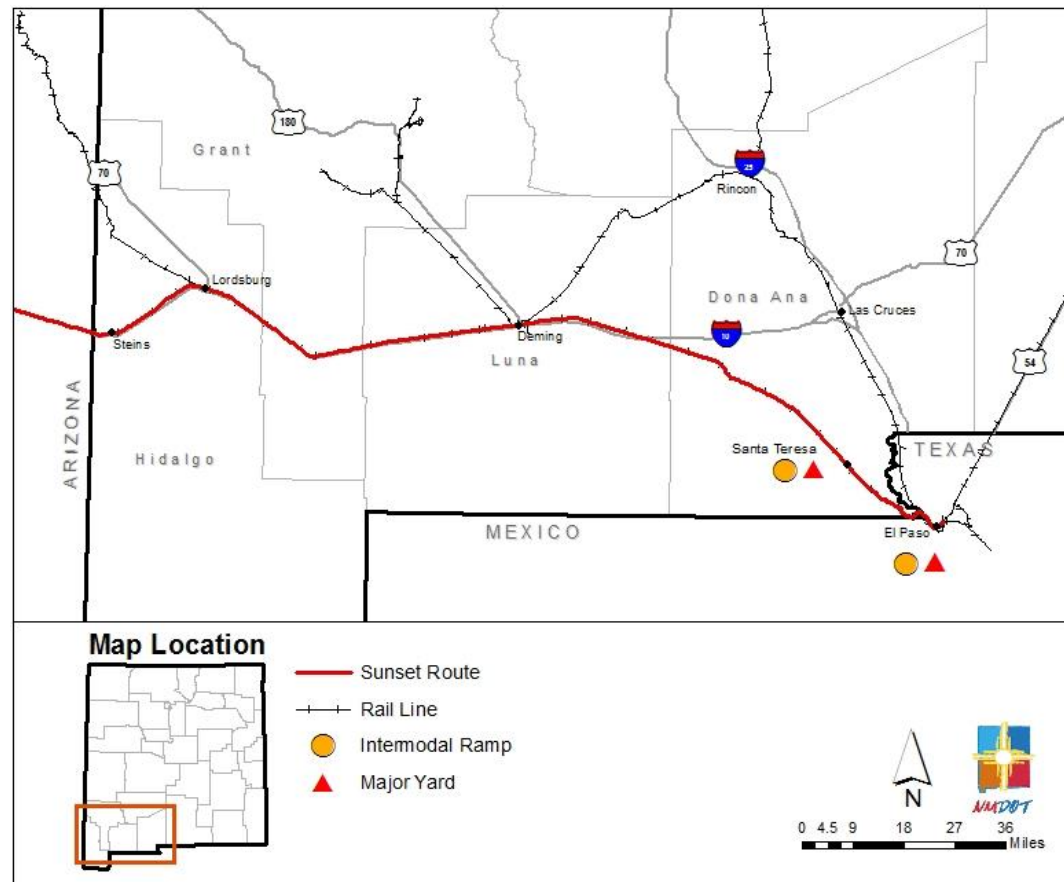 180
Grant
70
25
Rincon
Lordsburg
70
Dona Ana
Las Cruces
Steins
Deming
10
Luna
54
ARIZONA
Hidalgo
Santa Teresa
TEXAS
MEXICO
El Paso
Map Location
Sunset Route
Rail Line
Intermodal Ramp
Major Yard
N
NMDOT
0 4.5 9 18 27 36
Miles